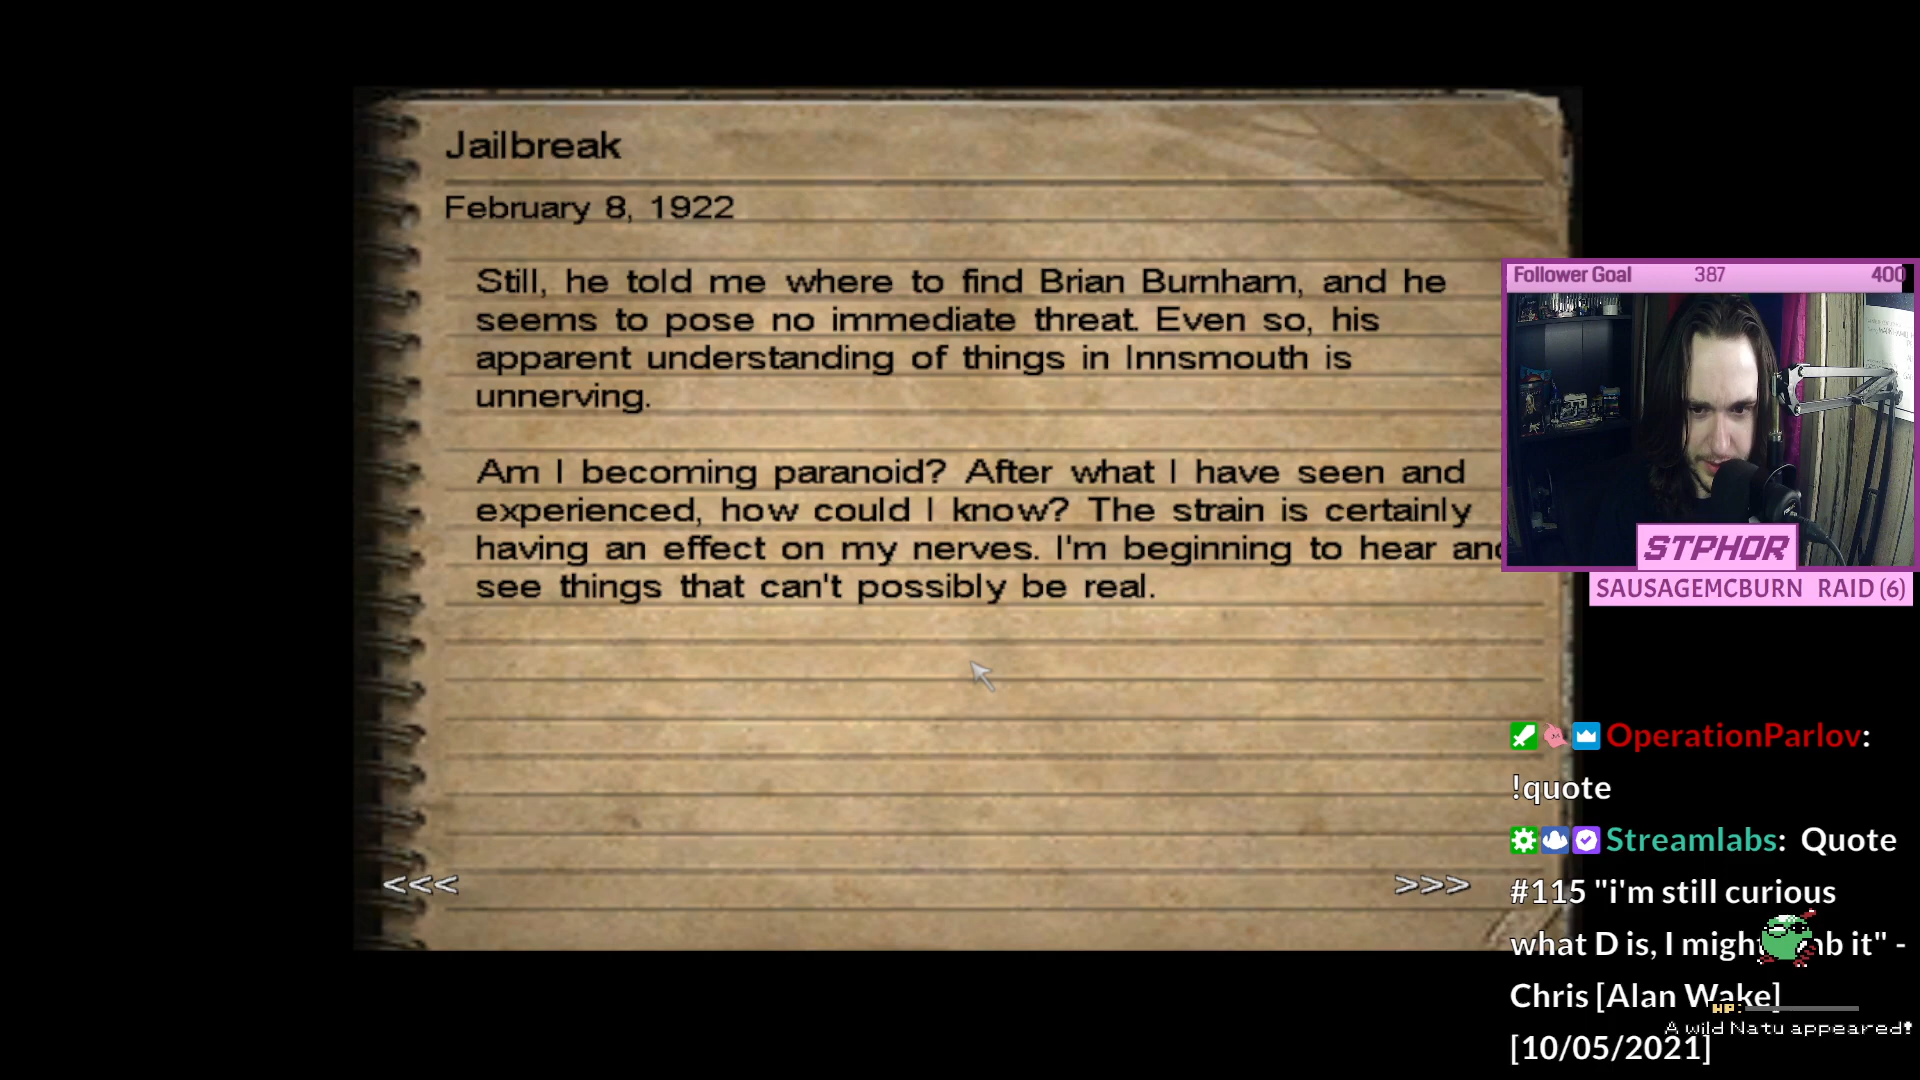 Jailbreak
February 8, 1922
Still, he told me where to find Brian Burnham, and he
seems to pose no immediate threat. Even so, his
apparent understanding of things in Innsmouth is
unnerving.
Am I becoming paranoid? After what I have seen and
experienced, how could I know? The strain is certainly
having an effect on my nerves. I'm beginning to hear and
see things that can't possibly be real.
<<< >>>
Follower Goal 387 400
STPHOR
SAUSAGEMCBURN RAID (6)
OperationParlov:
!quote
Streamlabs: Quote
#115 "i'm still curious
what D is, I might it" -
Chris [Alan Wake]
[10/05/2021]
HP:
A wild Natu appeared!